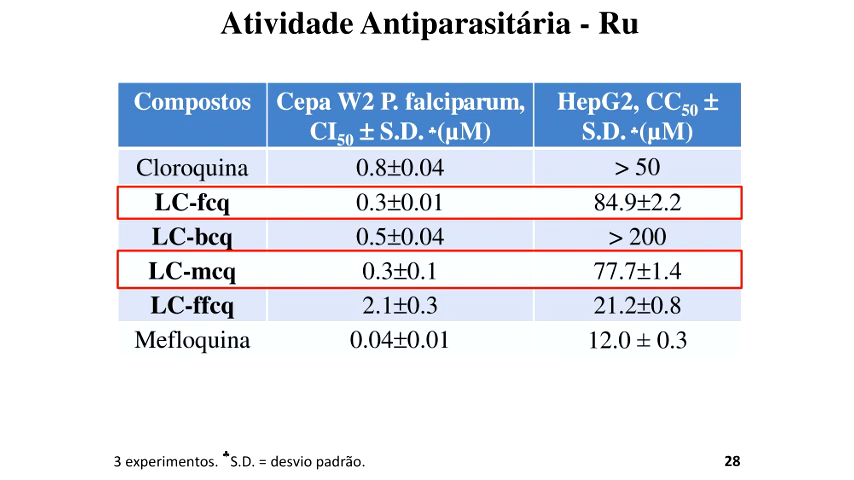 Atividade Antiparasitária - Ru
Compostos Cepa W2 P. falciparum, HepG2, CC50 ±
CI50 ± S.D. ♣(µM) S.D. ♣(µM)
Cloroquina 0.8±0.04 > 50
LC-fcq 0.3±0.01 84.9±2.2
LC-bcq 0.5±0.04 > 200
LC-mcq 0.3±0.1 77.7±1.4
LC-ffcq 2.1±0.3 21.2±0.8
Mefloquina 0.04±0.01 12.0 ± 0.3
3 experimentos. ♣S.D. = desvio padrão. 28